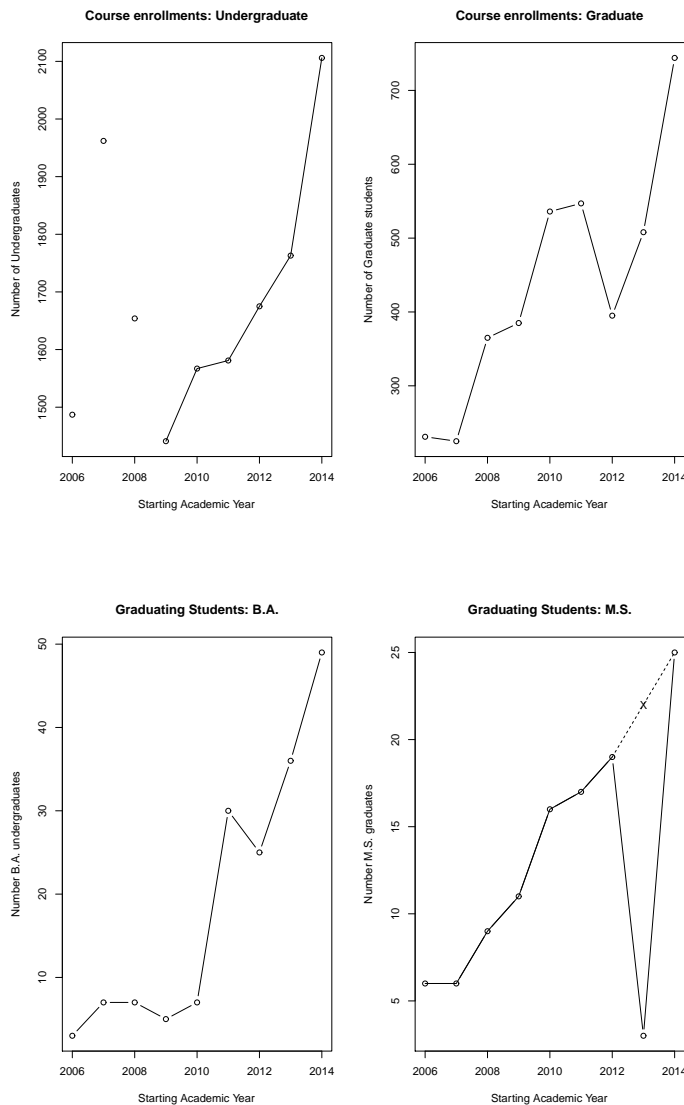 Course enrollments: Undergraduate
Number of Undergraduates
2100
2000
1900
1800
1700
1600
1500
2006 2008 2010 2012 2014
Starting Academic Year
Course enrollments: Graduate
Number of Graduate students
700
600
500
400
300
2006 2008 2010 2012 2014
Starting Academic Year
Graduating Students: B.A.
Number B.A. undergraduates
50
40
30
20
10
2006 2008 2010 2012 2014
Starting Academic Year
Graduating Students: M.S.
Number M.S. graduates
25
20
15
10
5
X
2006 2008 2010 2012 2014
Starting Academic Year